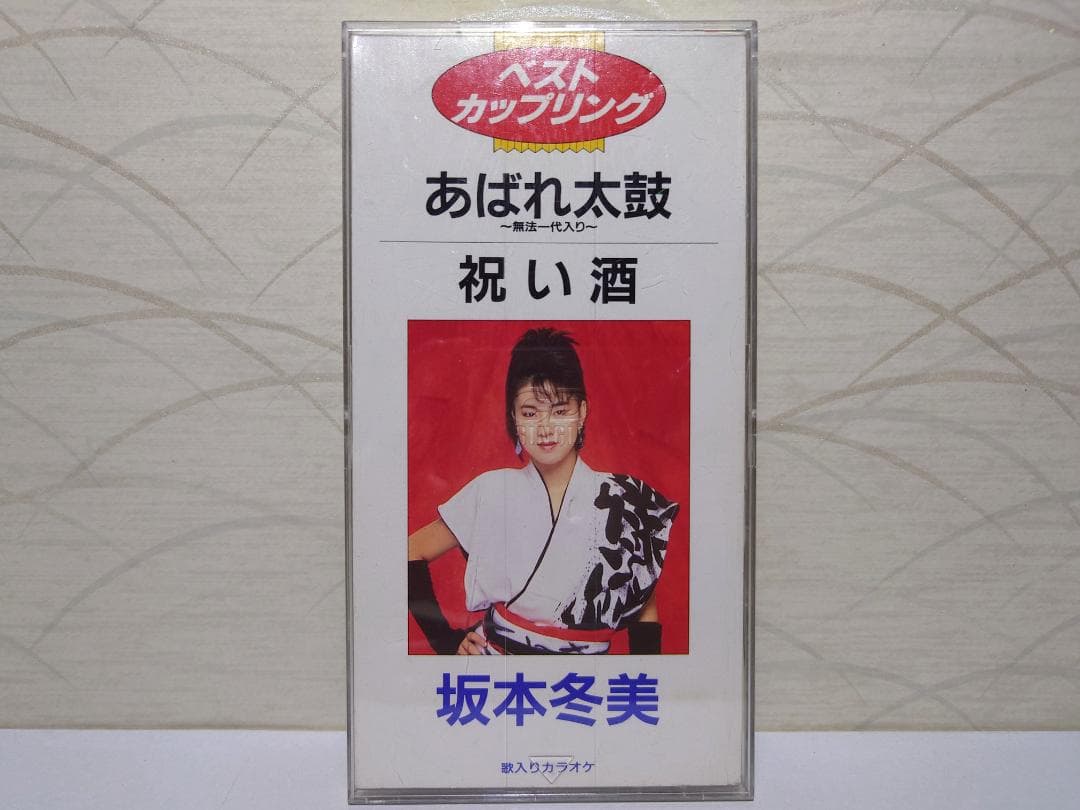 ベスト
カップリング
あばれ太鼓
～無法一代入り～
祝い酒
坂本冬美
歌入りカラオケ